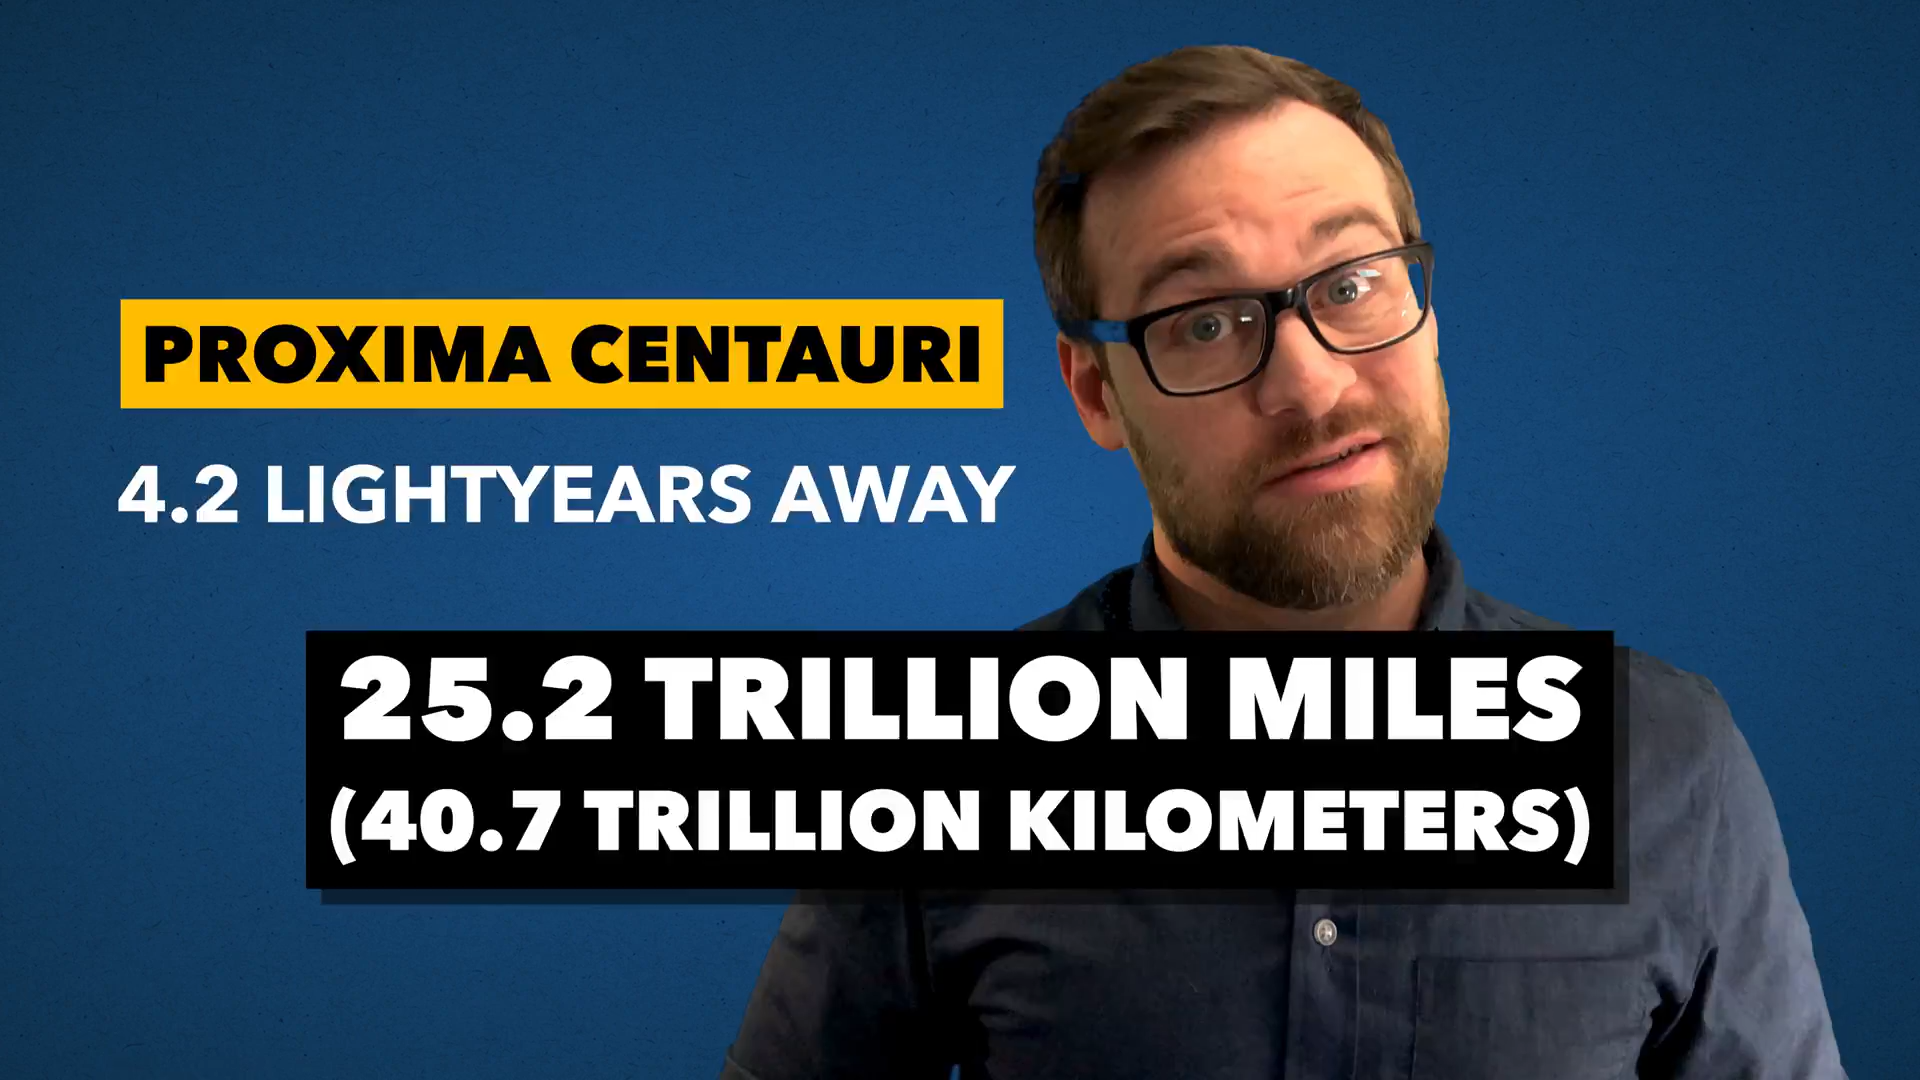 PROXIMA CENTAURI
4.2 LIGHTYEARS AWAY
25.2 TRILLION MILES
(40.7 TRILLION KILOMETERS)